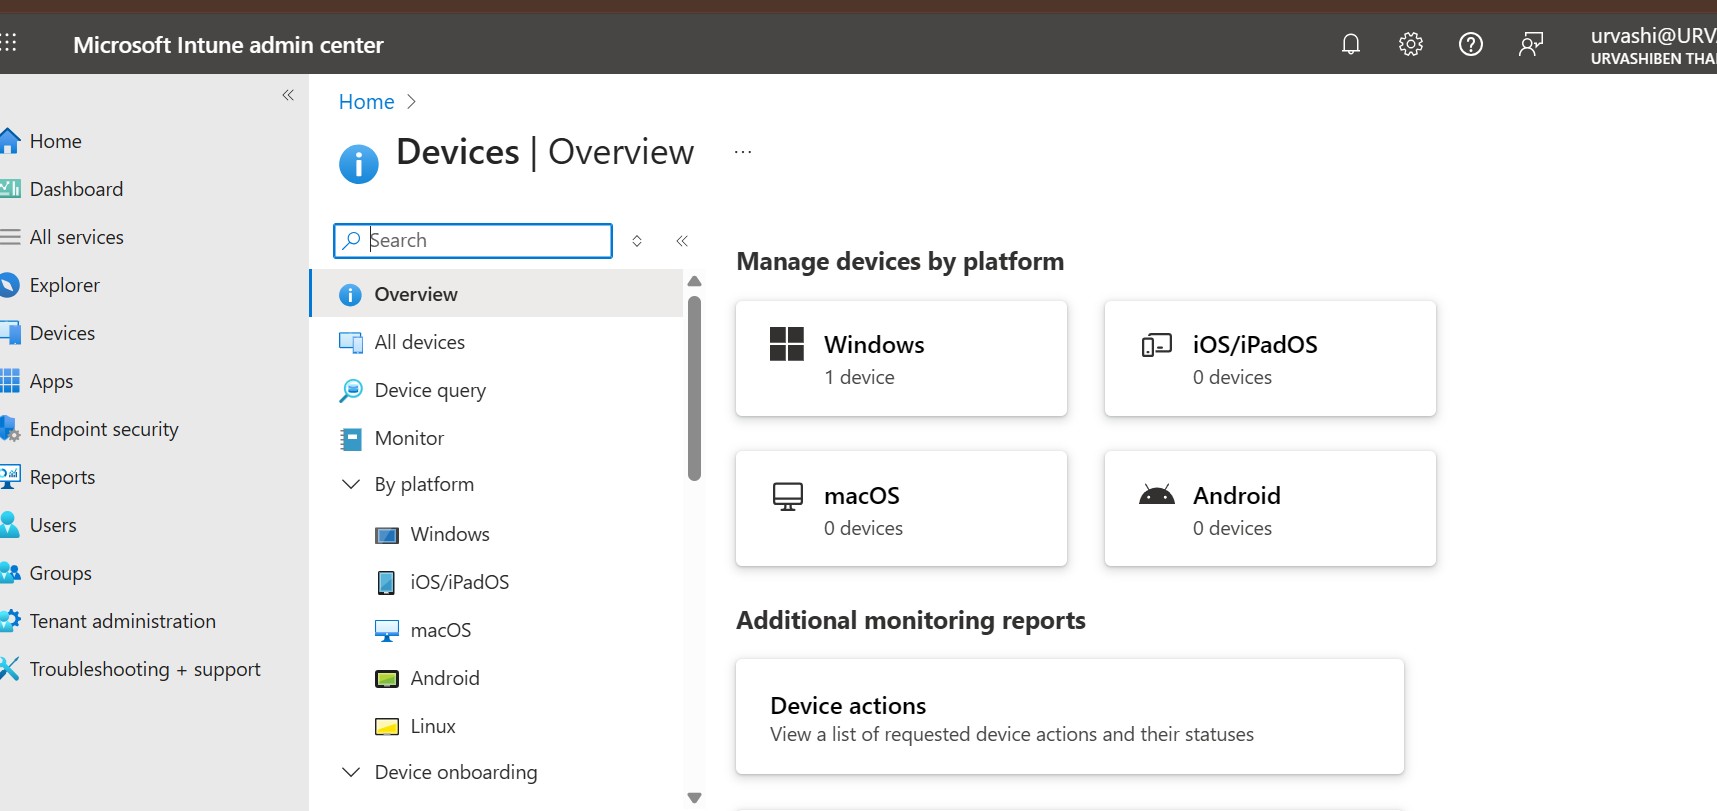 Microsoft Intune admin center
urvashi@URV
URVASHIBEN THA
Home
Dashboard
All services
Explorer
Devices
Apps
Endpoint security
Reports
Users
Groups
Tenant administration
Troubleshooting + support
Home
Devices | Overview
...
Search
Overview
All devices
Device query
Monitor
By platform
Windows
iOS/iPadOS
macOS
Android
Linux
Device onboarding
Manage devices by platform
Windows
1 device
iOS/iPadOS
0 devices
macOS
0 devices
Android
0 devices
Additional monitoring reports
Device actions
View a list of requested device actions and their statuses